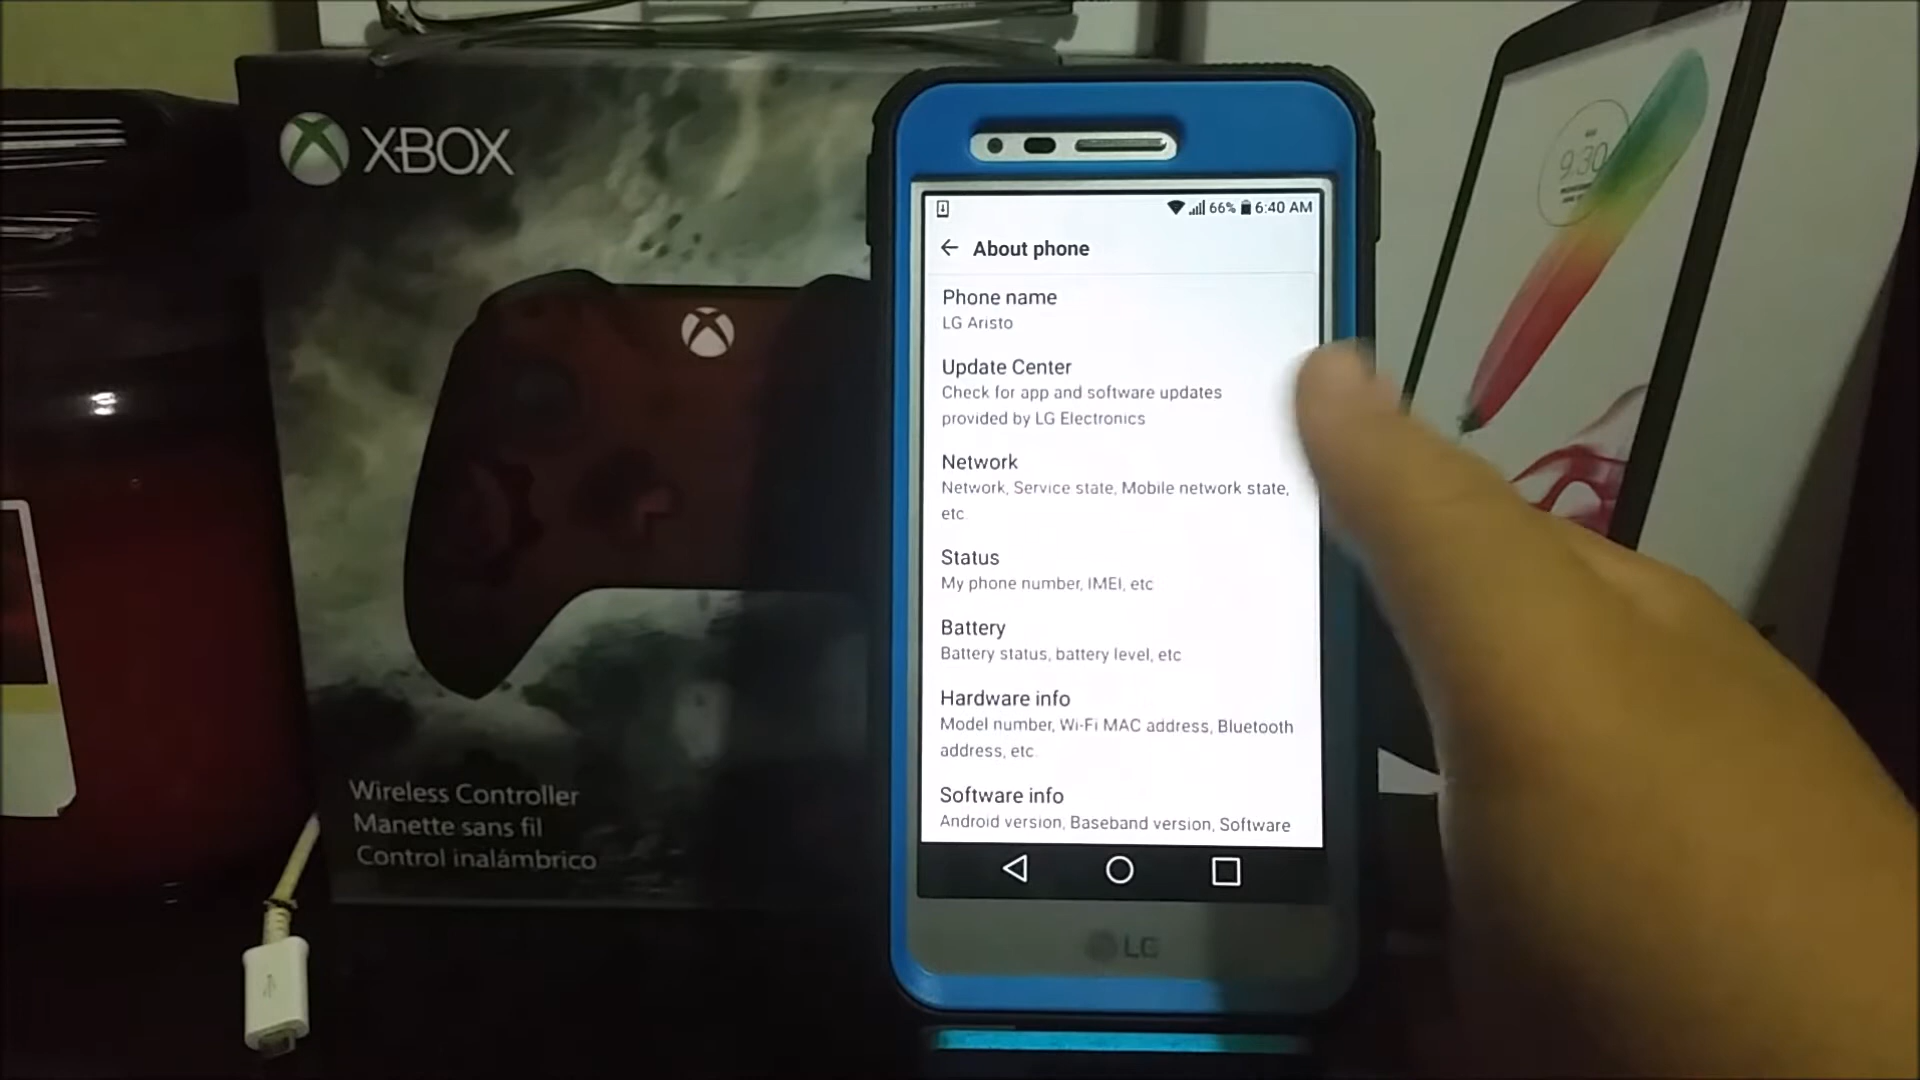 XBOX
Wireless Controller
Manette sans fil
Control inalámbrico
66% 6:40 AM
About phone
Phone name
LG Aristo
Update Center
Check for app and software updates
provided by LG Electronics
Network
Network, Service state, Mobile network state,
etc
Status
My phone number, IMEI, etc
Battery
Battery status, battery level, etc
Hardware info
Model number, Wi-Fi MAC address, Bluetooth
address, etc
Software info
Android version, Baseband version, Software
LG
9:30